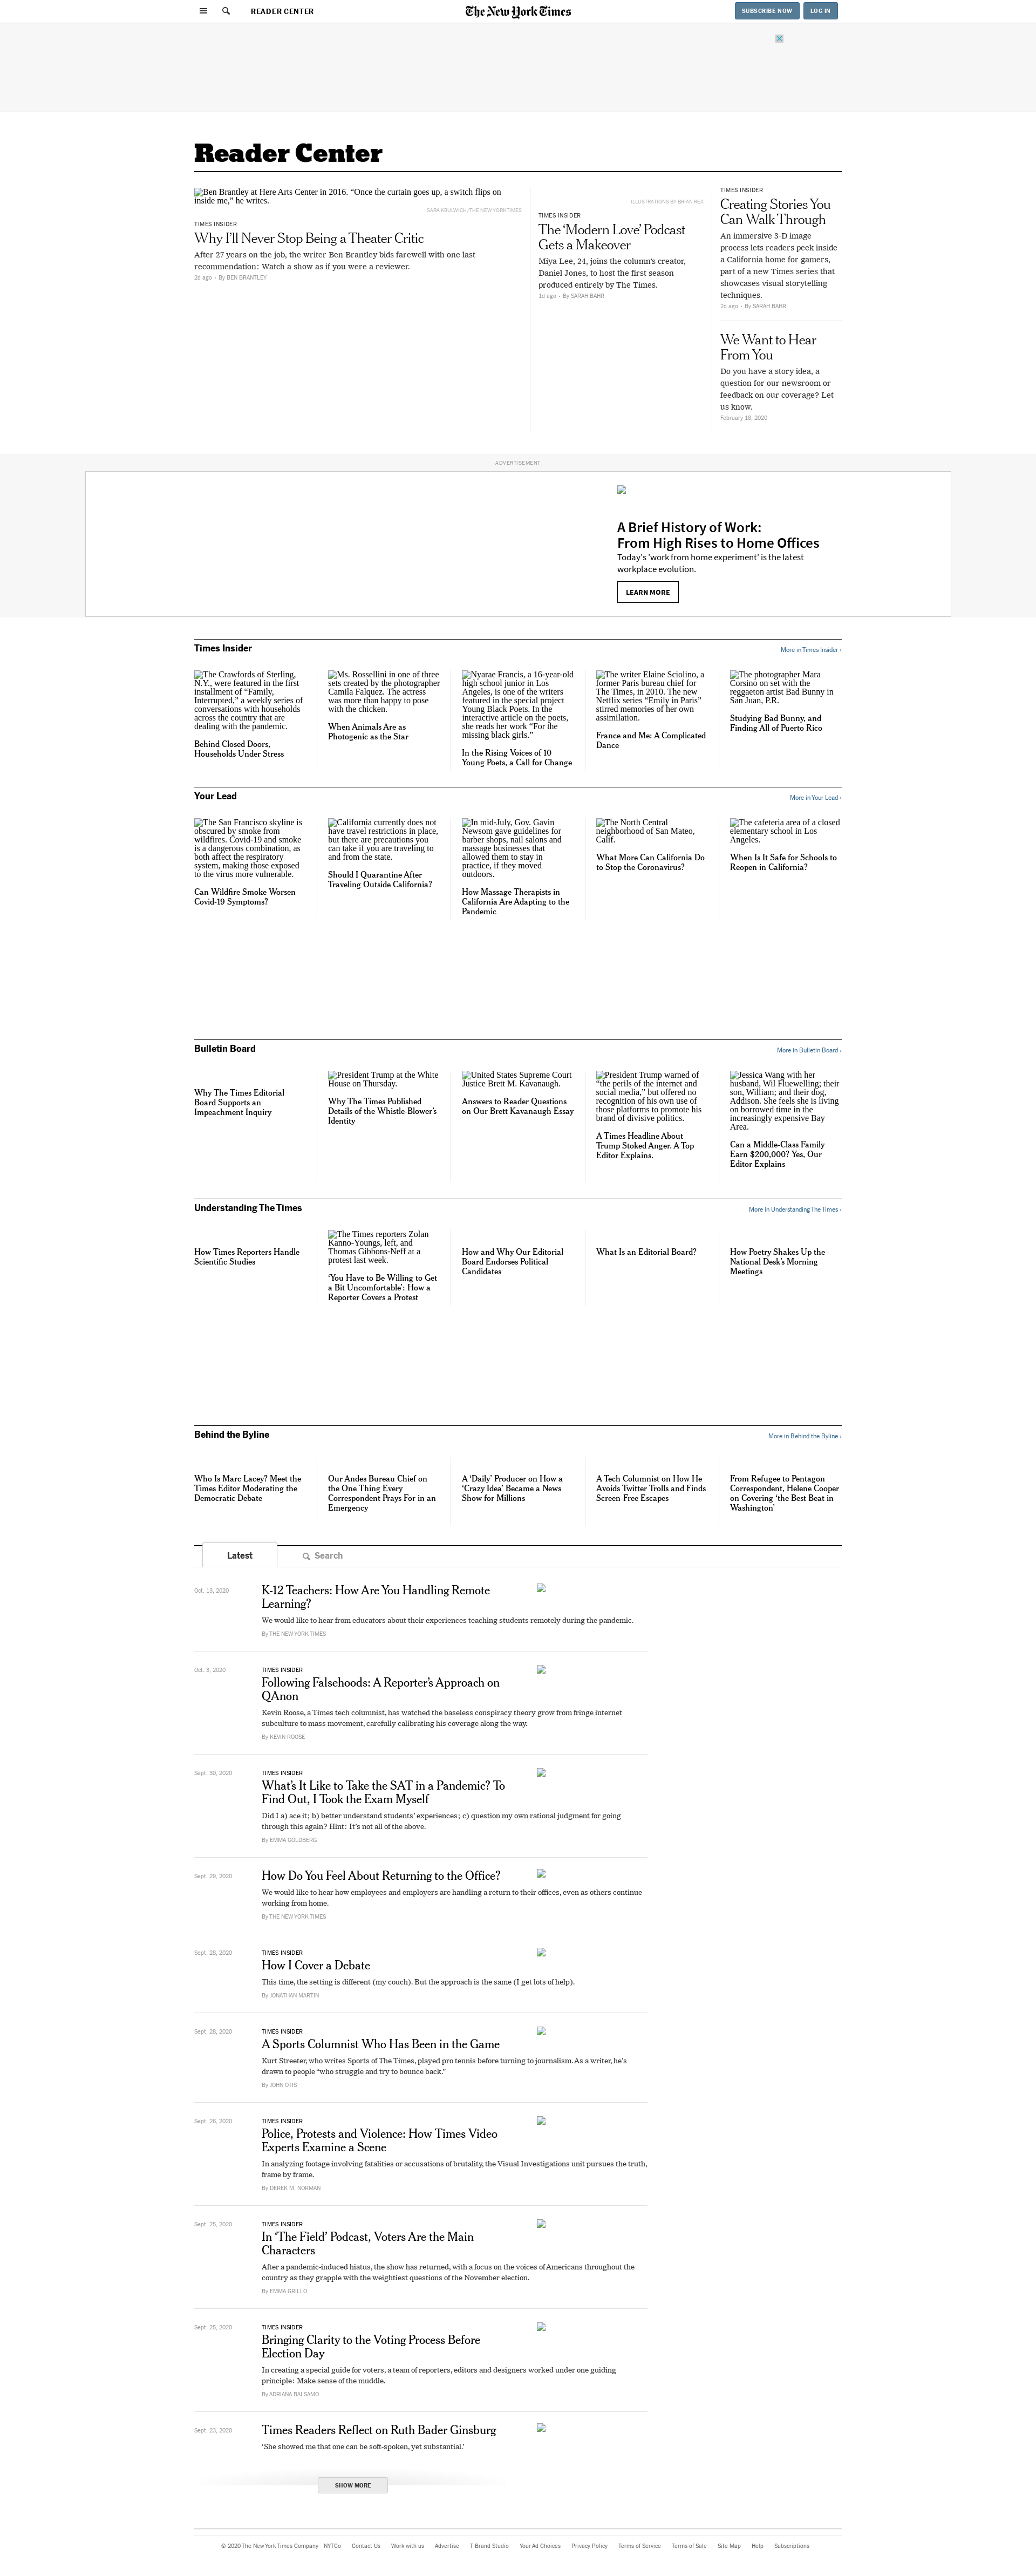 READER CENTER
The New York Times
SUBSCRIBE NOW
LOG IN
Reader Center
Ben Brantley at Here Arts Center in 2016. “Once the curtain goes up, a switch flips on
inside me,” he writes.
SARA KRULWICH/THE NEW YORK TIMES
TIMES INSIDER
Why I’ll Never Stop Being a Theater Critic
After 27 years on the job, the writer Ben Brantley bids farewell with one last
recommendation: Watch a show as if you were a reviewer.
2d ago · By BEN BRANTLEY
ILLUSTRATIONS BY BRIAN REA
TIMES INSIDER
The ‘Modern Love’ Podcast
Gets a Makeover
Miya Lee, 24, joins the column’s creator,
Daniel Jones, to host the first season
produced entirely by The Times.
1d ago · By SARAH BAHR
TIMES INSIDER
Creating Stories You
Can Walk Through
An immersive 3-D image
process lets readers peek inside
a California home for gamers,
part of a new Times series that
showcases visual storytelling
techniques.
2d ago · By SARAH BAHR
We Want to Hear
From You
Do you have a story idea, a
question for our newsroom or
feedback on our coverage? Let
us know.
February 18, 2020
ADVERTISEMENT
A Brief History of Work:
From High Rises to Home Offices
Today's 'work from home experiment' is the latest
workplace evolution.
LEARN MORE
Times Insider
More in Times Insider ›
The Crawfords of Sterling,
N.Y., were featured in the first
installment of “Family,
Interrupted,” a weekly series of
conversations with households
across the country that are
dealing with the pandemic.
Behind Closed Doors,
Households Under Stress
Ms. Rossellini in one of three
sets created by the photographer
Camila Falquez. The actress
was more than happy to pose
with the chicken.
When Animals Are as
Photogenic as the Star
Nyarae Francis, a 16-year-old
high school junior in Los
Angeles, is one of the writers
featured in the special project
Young Black Poets. In the
interactive article on the poets,
she reads her work “For the
missing black girls.”
In the Rising Voices of 10
Young Poets, a Call for Change
The writer Elaine Sciolino, a
former Paris bureau chief for
The Times, in 2010. The new
Netflix series “Emily in Paris”
stirred memories of her own
assimilation.
France and Me: A Complicated
Dance
The photographer Mara
Corsino on set with the
reggaeton artist Bad Bunny in
San Juan, P.R.
Studying Bad Bunny, and
Finding All of Puerto Rico
Your Lead
More in Your Lead ›
The San Francisco skyline is
obscured by smoke from
wildfires. Covid-19 and smoke
is a dangerous combination, as
both affect the respiratory
system, making those exposed
to the virus more vulnerable.
Can Wildfire Smoke Worsen
Covid-19 Symptoms?
California currently does not
have travel restrictions in place,
but there are precautions you
can take if you are traveling to
and from the state.
Should I Quarantine After
Traveling Outside California?
In mid-July, Gov. Gavin
Newsom gave guidelines for
barber shops, nail salons and
massage businesses that
allowed them to stay in
practice, if they moved
outdoors.
How Massage Therapists in
California Are Adapting to the
Pandemic
The North Central
neighborhood of San Mateo,
Calif.
What More Can California Do
to Stop the Coronavirus?
The cafeteria area of a closed
elementary school in Los
Angeles.
When Is It Safe for Schools to
Reopen in California?
Bulletin Board
More in Bulletin Board ›
Why The Times Editorial
Board Supports an
Impeachment Inquiry
President Trump at the White
House on Thursday.
Why The Times Published
Details of the Whistle-Blower’s
Identity
United States Supreme Court
Justice Brett M. Kavanaugh.
Answers to Reader Questions
on Our Brett Kavanaugh Essay
President Trump warned of
"the perils of the internet and
social media," but offered no
recognition of his own use of
those platforms to promote his
brand of divisive politics.
A Times Headline About
Trump Stoked Anger. A Top
Editor Explains.
Jessica Wang with her
husband, Wil Fluewelling; their
son, William; and their dog,
Addison. She feels she is living
on borrowed time in the
increasingly expensive Bay
Area.
Can a Middle-Class Family
Earn $200,000? Yes, Our
Editor Explains
Understanding The Times
More in Understanding The Times ›
How Times Reporters Handle
Scientific Studies
The Times reporters Zolan
Kanno-Youngs, left, and
Thomas Gibbons-Neff at a
protest last week.
‘You Have to Be Willing to Get
a Bit Uncomfortable’: How a
Reporter Covers a Protest
How and Why Our Editorial
Board Endorses Political
Candidates
What Is an Editorial Board?
How Poetry Shakes Up the
National Desk’s Morning
Meetings
Behind the Byline
More in Behind the Byline ›
Who Is Marc Lacey? Meet the
Times Editor Moderating the
Democratic Debate
Our Andes Bureau Chief on
the One Thing Every
Correspondent Prays For in an
Emergency
A ‘Daily’ Producer on How a
‘Crazy Idea’ Became a News
Show for Millions
A Tech Columnist on How He
Avoids Twitter Trolls and Finds
Screen-Free Escapes
From Refugee to Pentagon
Correspondent, Helene Cooper
on Covering ‘the Best Beat in
Washington’
Latest
Search
Oct. 13, 2020
K-12 Teachers: How Are You Handling Remote
Learning?
We would like to hear from educators about their experiences teaching students remotely during the pandemic.
By THE NEW YORK TIMES
Oct. 3, 2020
TIMES INSIDER
Following Falsehoods: A Reporter’s Approach on
QAnon
Kevin Roose, a Times tech columnist, has watched the baseless conspiracy theory grow from fringe internet
subculture to mass movement, carefully calibrating his coverage along the way.
By KEVIN ROOSE
Sept. 30, 2020
TIMES INSIDER
What’s It Like to Take the SAT in a Pandemic? To
Find Out, I Took the Exam Myself
Did I a) ace it; b) better understand students’ experiences; c) question my own rational judgment for going
through this again? Hint: It’s not all of the above.
By EMMA GOLDBERG
Sept. 29, 2020
How Do You Feel About Returning to the Office?
We would like to hear how employees and employers are handling a return to their offices, even as others continue
working from home.
By THE NEW YORK TIMES
Sept. 28, 2020
TIMES INSIDER
How I Cover a Debate
This time, the setting is different (my couch). But the approach is the same (I get lots of help).
By JONATHAN MARTIN
Sept. 28, 2020
TIMES INSIDER
A Sports Columnist Who Has Been in the Game
Kurt Streeter, who writes Sports of The Times, played pro tennis before turning to journalism. As a writer, he’s
drawn to people “who struggle and try to bounce back.”
By JOHN OTIS
Sept. 26, 2020
TIMES INSIDER
Police, Protests and Violence: How Times Video
Experts Examine a Scene
In analyzing footage involving fatalities or accusations of brutality, the Visual Investigations unit pursues the truth,
frame by frame.
By DEREK M. NORMAN
Sept. 25, 2020
TIMES INSIDER
In ‘The Field’ Podcast, Voters Are the Main
Characters
After a pandemic-induced hiatus, the show has returned, with a focus on the voices of Americans throughout the
country as they grapple with the weightiest questions of the November election.
By EMMA GRILLO
Sept. 25, 2020
TIMES INSIDER
Bringing Clarity to the Voting Process Before
Election Day
In creating a special guide for voters, a team of reporters, editors and designers worked under one guiding
principle: Make sense of the muddle.
By ADRIANA BALSAMO
Sept. 23, 2020
Times Readers Reflect on Ruth Bader Ginsburg
‘She showed me that one can be soft-spoken, yet substantial.’
SHOW MORE
© 2020 The New York Times Company NYTCo Contact Us Work with us Advertise T Brand Studio Your Ad Choices Privacy Policy Terms of Service Terms of Sale Site Map Help Subscriptions